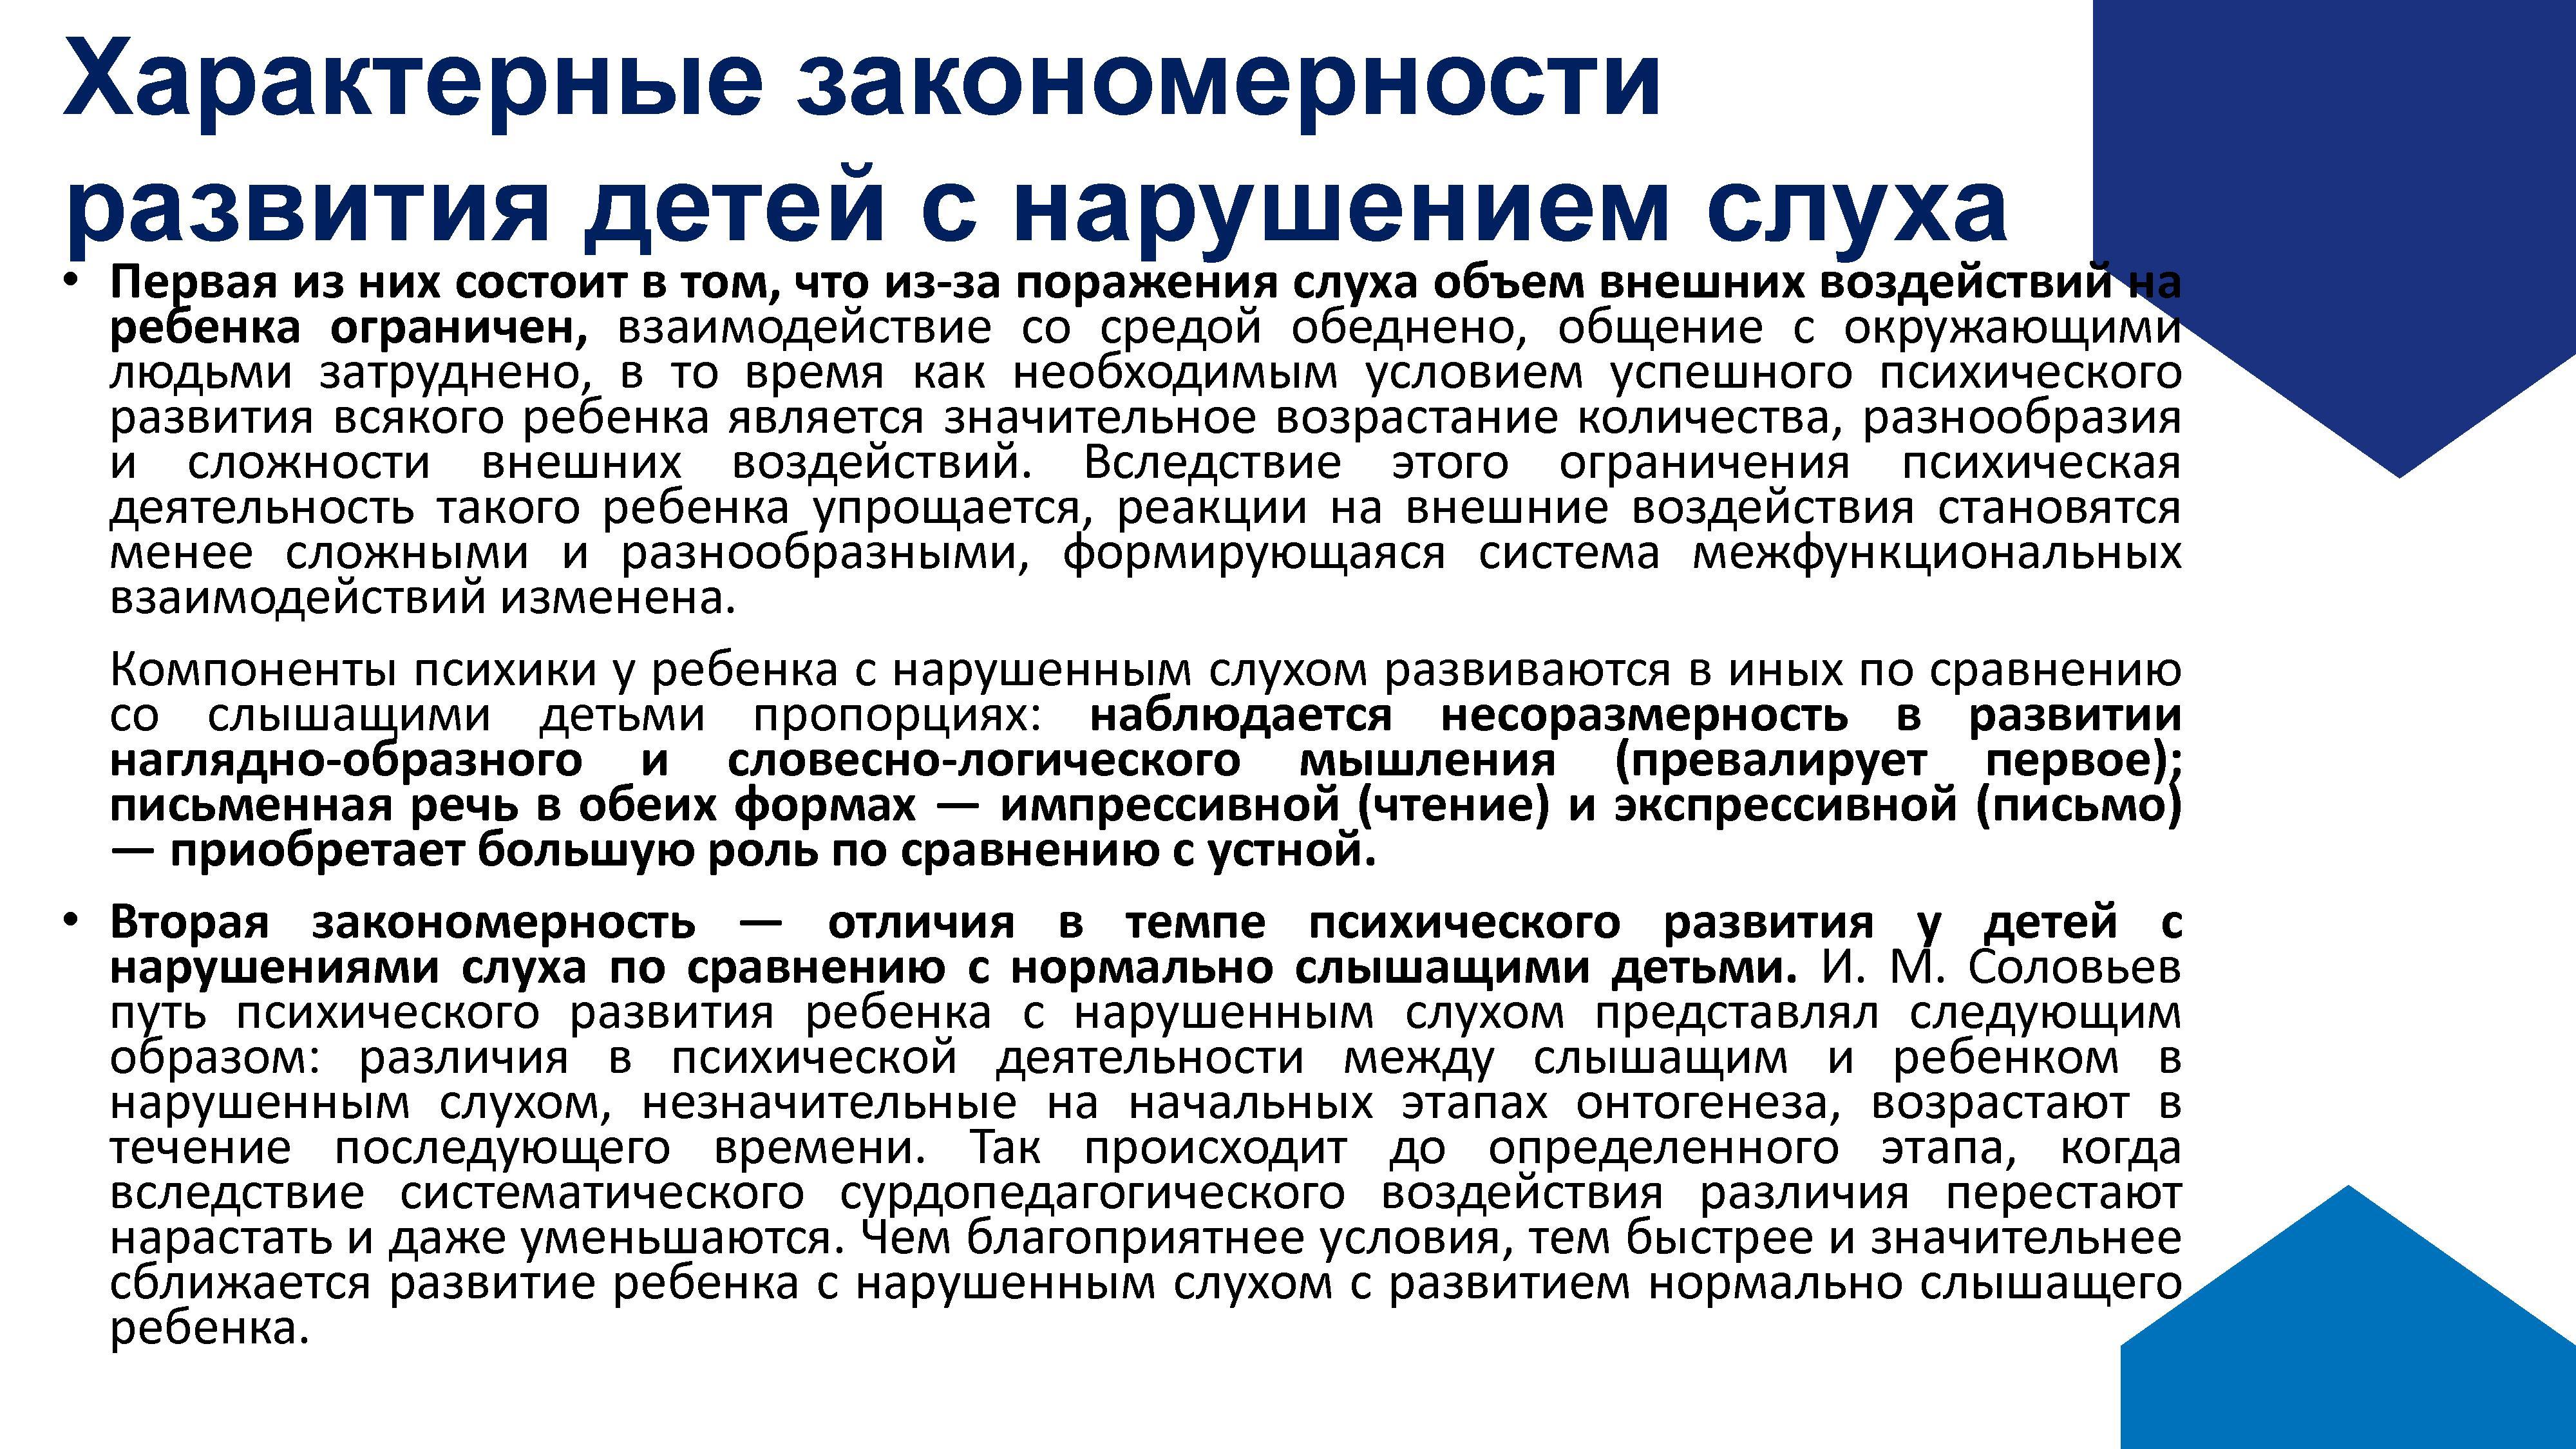 Характерные закономерности
развития детей с нарушением слуха
• Первая из них состоит в том, что из-за поражения слуха объем внешних воздействий на
ребенка ограничен, взаимодействие со средой обеднено, общение с окружающими
людьми затруднено, в то время как необходимым условием успешного психического
развития всякого ребенка является значительное возрастание количества, разнообразия
и сложности внешних воздействий. Вследствие этого ограничения психическая
деятельность такого ребенка упрощается, реакции на внешние воздействия становятся
менее сложными и разнообразными, формирующаяся система межфункциональных
взаимодействий изменена.
Компоненты психики у ребенка с нарушенным слухом развиваются в иных по сравнению
со слышащими детьми пропорциях: наблюдается несоразмерность в развитии
наглядно-образного и словесно-логического мышления (превалирует первое);
письменная речь в обеих формах — импрессивной (чтение) и экспрессивной (письмо)
— приобретает большую роль по сравнению с устной.
• Вторая закономерность — отличия в темпе психического развития у детей с
нарушениями слуха по сравнению с нормально слышащими детьми. И. М. Соловьев
путь психического развития ребенка с нарушенным слухом представлял следующим
образом: различия в психической деятельности между слышащим и ребенком в
нарушенным слухом, незначительные на начальных этапах онтогенеза, возрастают в
течение последующего времени. Так происходит до определенного этапа, когда
вследствие систематического сурдопедагогического воздействия различия перестают
нарастать и даже уменьшаются. Чем благоприятнее условия, тем быстрее и значительнее
сближается развитие ребенка с нарушенным слухом с развитием нормально слышащего
ребенка.